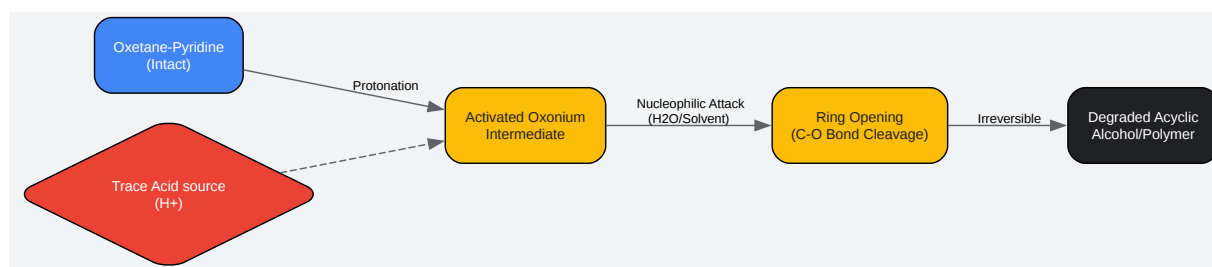 Oxetane-Pyridine
(Intact)
Protonation
Trace Acid source
(H+)
Activated Oxonium
Intermediate
Nucleophilic Attack
(H2O/Solvent)
Ring Opening
(C-O Bond Cleavage)
Irreversible
Degraded Acyclic
Alcohol/Polymer